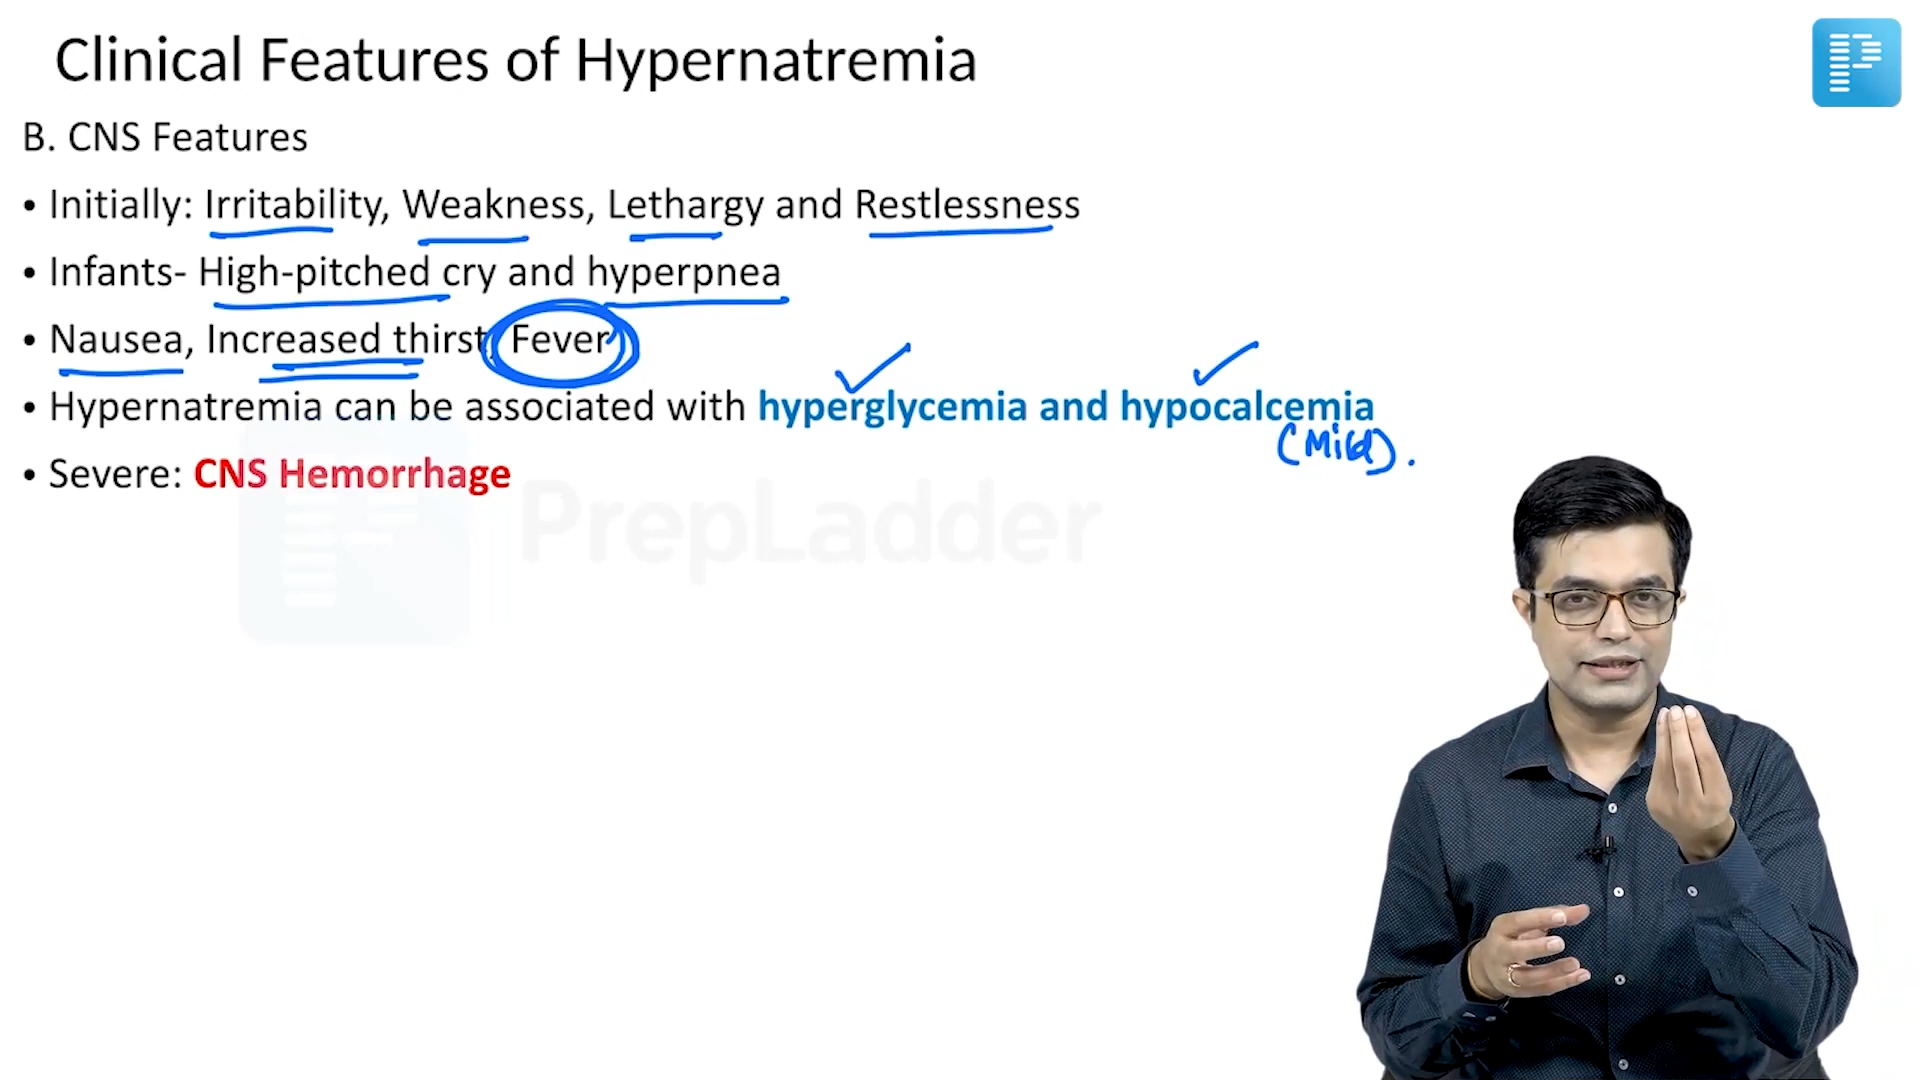 Clinical Features of Hypernatremia
B. CNS Features
• Initially: Irritability, Weakness, Lethargy and Restlessness
• Infants- High-pitched cry and hyperpnea
• Nausea, Increased thirst, Fever
• Hypernatremia can be associated with hyperglycemia and hypocalcemia
(Mild).
• Severe: CNS Hemorrhage
PrepLadder